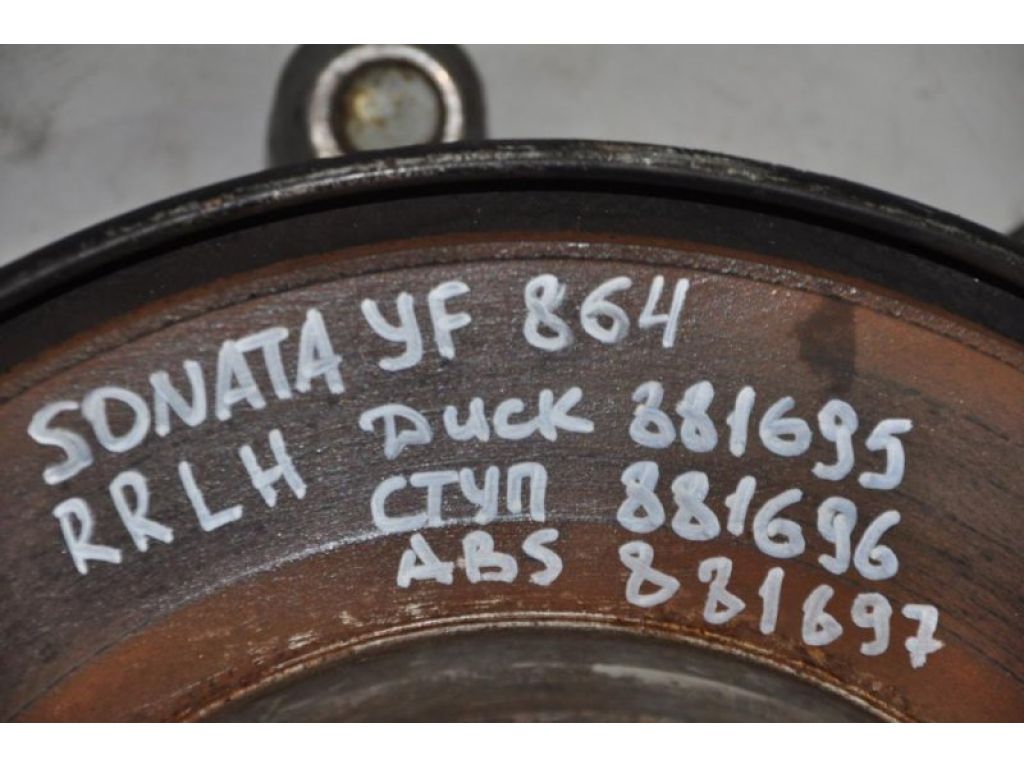 SONATA YF 864
RRLH ДИСК 881695
СТУП 881696
ABS 881697